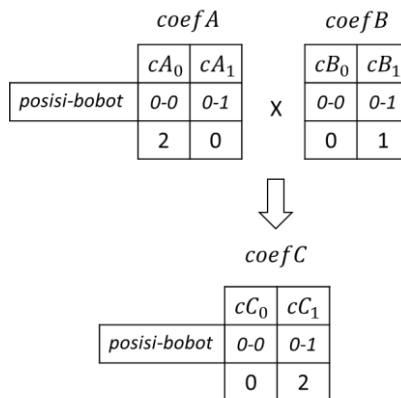 coefA coefB
cA₀ cA₁ cB₀ cB₁
posisi-bobot 0-0 0-1 X 0-0 0-1
2 0 0 1
coefC
cC₀ cC₁
posisi-bobot 0-0 0-1
0 2